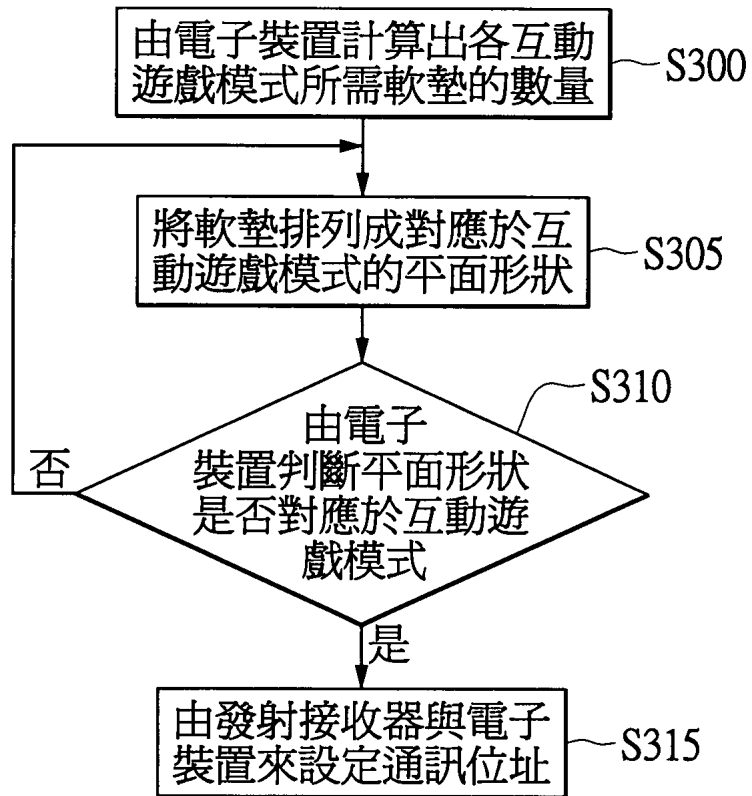 由電子裝置計算出各互動
遊戲模式所需軟墊的數量
S300
將軟墊排列成對應於互
動遊戲模式的平面形狀
S305
由電子
裝置判斷平面形狀
是否對應於互動遊
戲模式
S310
否
是
由發射接收器與電子
裝置來設定通訊位址
S315